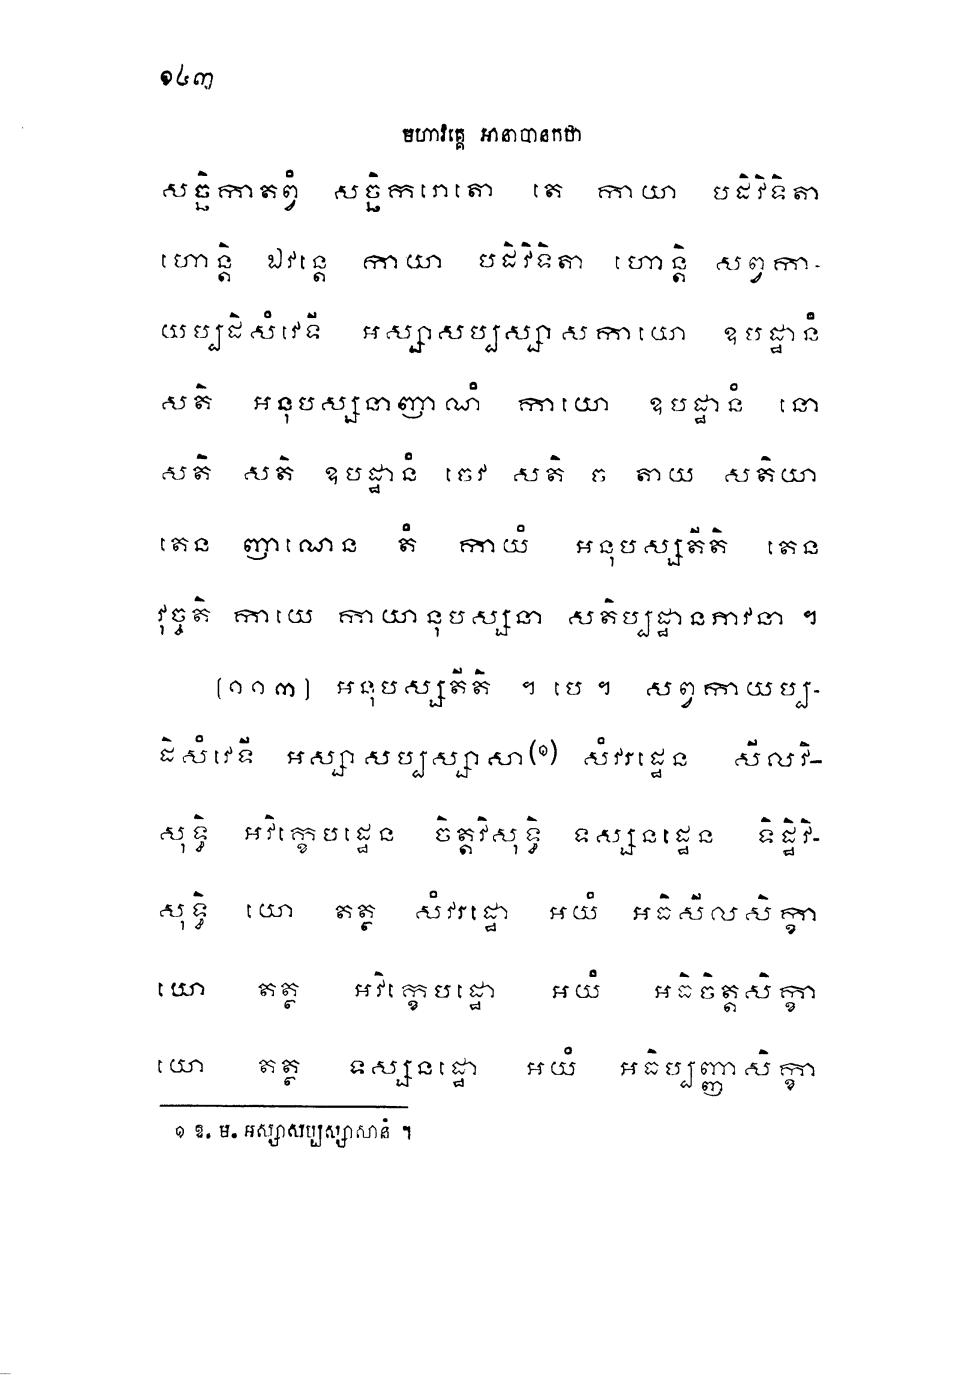 ១៤៣
មហាវគ្គេ អានាបានកថា
សច្ឆិកាតព្វំ សច្ឆិករោតោ តេ កាយា បដិវិទិតា
ហោន្តិ ឯវន្តេ កាយា បដិវិទិតា ហោន្តិ សព្វកា-
យប្បដិសំវេទី អស្សាសប្បស្សាសកាយោ ឧបដ្ឋានំ
សតិ អនុបស្សនាញាណំ កាយោ ឧបដ្ឋានំ នោ
សតិ សតិ ឧបដ្ឋានំ ចេវ សតិ ច តាយ សតិយា
តេន ញាណេន តំ កាយំ អនុបស្សតីតិ តេន
វុច្ចតិ កាយេ កាយានុបស្សនា សតិប្បដ្ឋានភាវនា ។
(១១៣) អនុបស្សតីតិ ។ បេ ។ សព្វកាយប្ប-
ដិសំវេទី អស្សាសប្បស្សាសា(១) សំវរដ្ឋេន សីលវិ-
សុទ្ធិ អវិក្ខេបដ្ឋេន ចិត្តវិសុទ្ធិ ទស្សនដ្ឋេន ទិដ្ឋិវិ-
សុទ្ធិ យោ តត្ថ សំវរដ្ឋោ អយំ អធិសីលសិក្ខា
យោ តត្ថ អវិក្ខេបដ្ឋោ អយំ អធិចិត្តសិក្ខា
យោ តត្ថ ទស្សនដ្ឋោ អយំ អធិប្បញ្ញាសិក្ខា
១ ឱ. ម. អស្សាសប្បស្សាសានំ ។